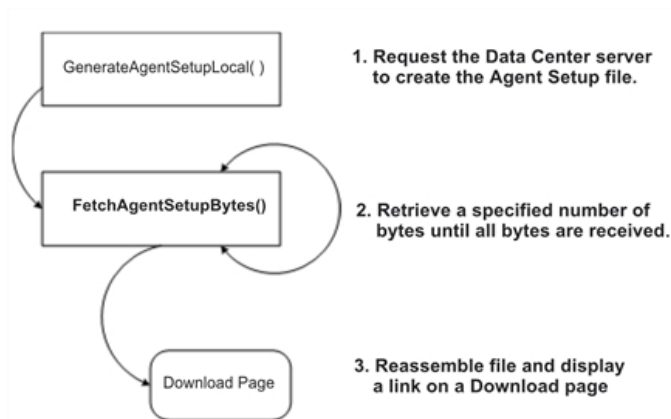 GenerateAgentSetupLocal( )
1. Request the Data Center server
to create the Agent Setup file.
FetchAgentSetupBytes()
2. Retrieve a specified number of
bytes until all bytes are received.
Download Page
3. Reassemble file and display
a link on a Download page